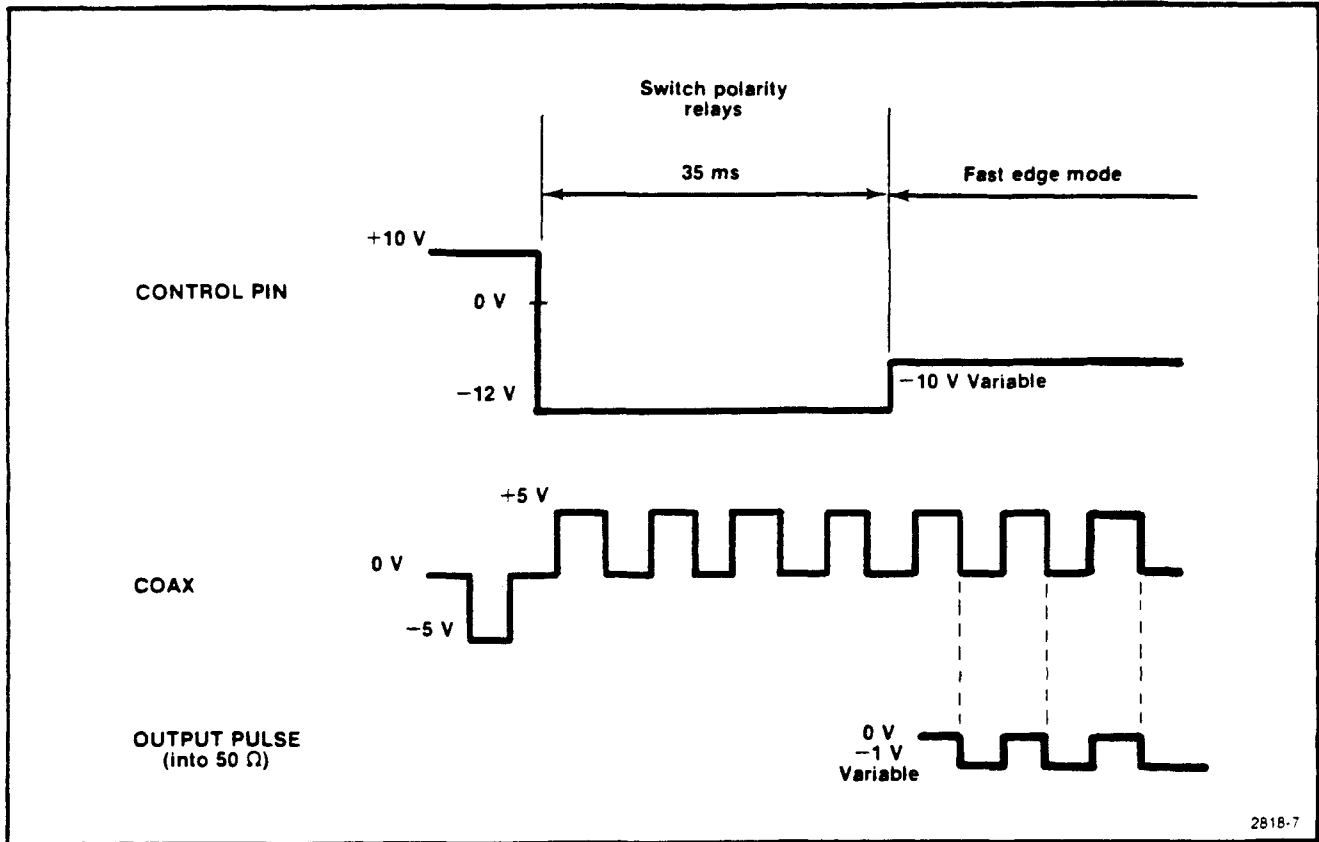 Switch polarity
relays
35 ms
Fast edge mode
+10 V
CONTROL PIN
0 V
−12 V
−10 V Variable
+5 V
0 V
COAX
−5 V
OUTPUT PULSE
(into 50 Ω)
0 V
−1 V
Variable
2818-7